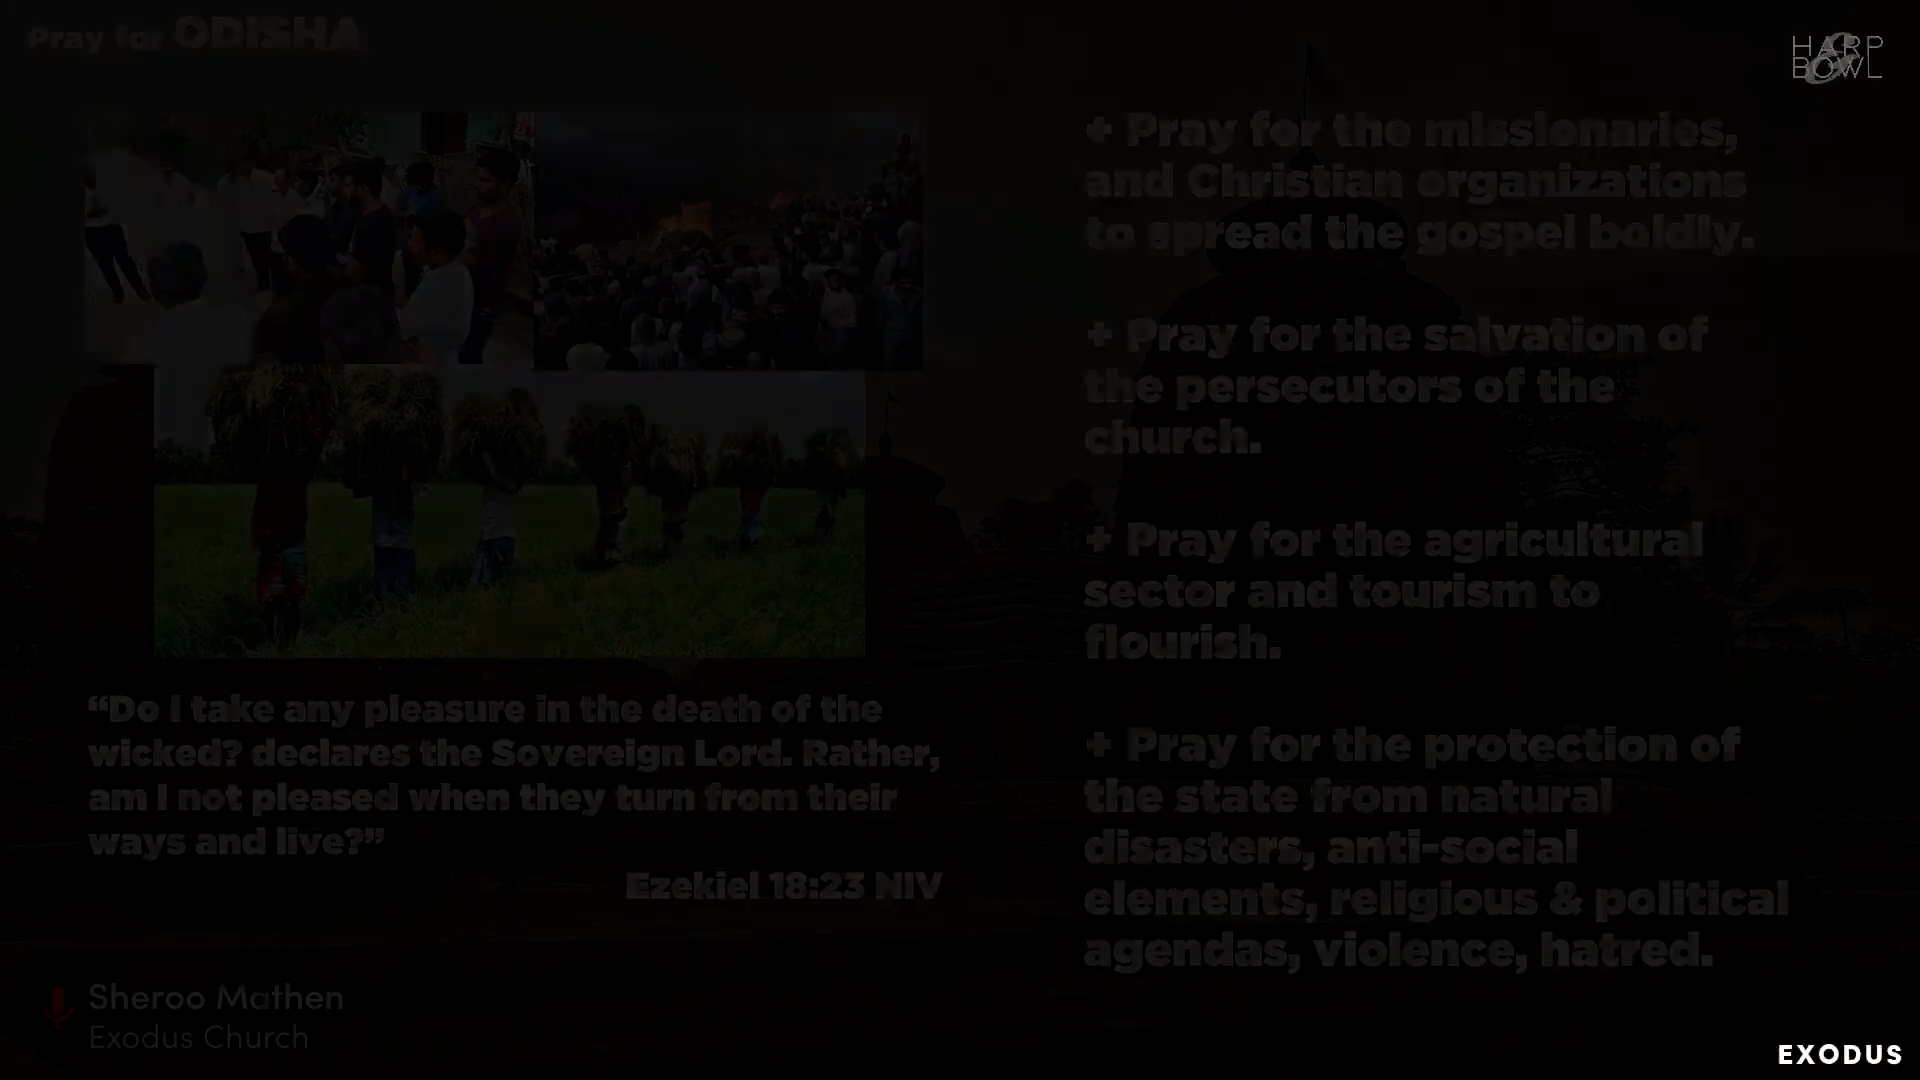 Pray for ODISHA
HARP
&
BOWL
+ Pray for the missionaries,
and Christian organizations
to spread the gospel boldly.
+ Pray for the salvation of
the persecutors of the
church.
+ Pray for the agricultural
sector and tourism to
flourish.
+ Pray for the protection of
the state from natural
disasters, anti-social
elements, religious & political
agendas, violence, hatred.
“Do I take any pleasure in the death of the
wicked? declares the Sovereign Lord. Rather,
am I not pleased when they turn from their
ways and live?”
Ezekiel 18:23 NIV
Sheroo Mathen
Exodus Church
EXODUS